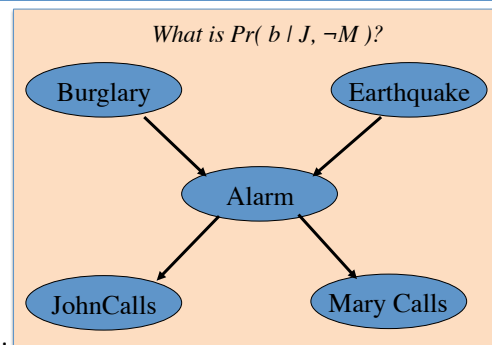 What is Pr( b | J, ¬M )?
Burglary
Earthquake
Alarm
JohnCalls
Mary Calls
.